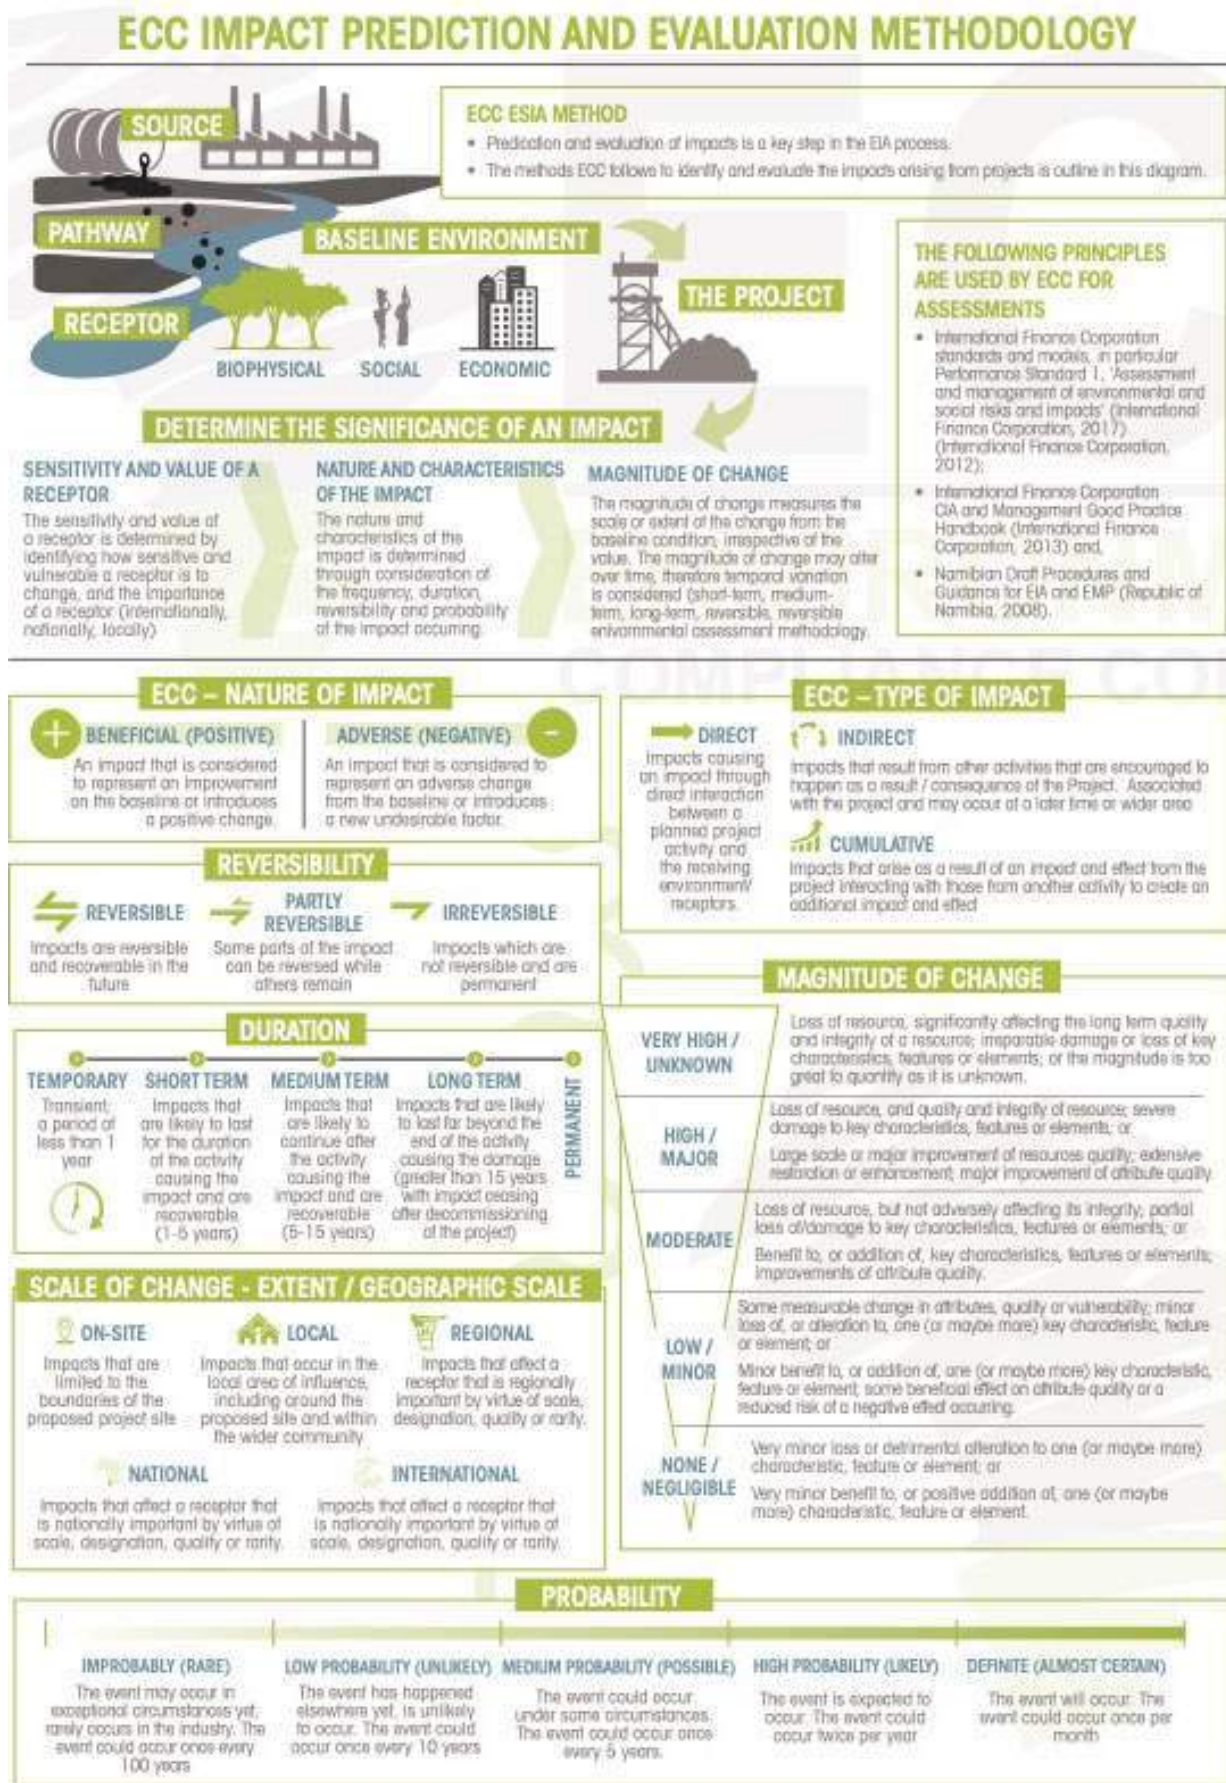 ECC IMPACT PREDICTION AND EVALUATION METHODOLOGY
SOURCE
PATHWAY
RECEPTOR
ECC ESIA METHOD
• Predication and evaluation of impacts is a key step in the EIA process.
• The methods ECC follows to identify and evaluate the impacts arising from projects is outline in this diagram.
BASELINE ENVIRONMENT
BIOPHYSICAL
SOCIAL
ECONOMIC
THE PROJECT
THE FOLLOWING PRINCIPLES
ARE USED BY ECC FOR
ASSESSMENTS
• International Finance Corporation
standards and models, in particular
Performance Standard 1, 'Assessment
and management of environmental and
social risks and impacts' (International
Finance Corporation, 2017)
(International Finance Corporation,
2012);
• International Finance Corporation
CIA and Management Good Practice
Handbook (International Finance
Corporation, 2013) and,
• Namibian Draft Procedures and
Guidance for EIA and EMP (Republic of
Namibia, 2008).
DETERMINE THE SIGNIFICANCE OF AN IMPACT
SENSITIVITY AND VALUE OF A
RECEPTOR
The sensitivity and value of
a receptor is determined by
identifying how sensitive and
vulnerable a receptor is to
change, and the importance
of a receptor (internationally,
nationally, locally)
NATURE AND CHARACTERISTICS
OF THE IMPACT
The nature and
characteristics of the
impact is determined
through consideration of
the frequency, duration,
reversibility and probability
of the impact occurring.
MAGNITUDE OF CHANGE
The magnitude of change measures the
scale or extent of the change from the
baseline condition, irrespective of the
value. The magnitude of change may alter
over time, therefore temporal variation
is considered (short-term, medium-
term, long-term, reversible, reversible
environmental assessment methodology.
COMPLIANCE CO
ECC – NATURE OF IMPACT
+
BENEFICIAL (POSITIVE)
An impact that is considered
to represent an improvement
on the baseline or introduces
a positive change.
ADVERSE (NEGATIVE)
-
An impact that is considered to
represent an adverse change
from the baseline or introduces
a new undesirable factor.
ECC – TYPE OF IMPACT
DIRECT
Impacts causing
an impact through
direct interaction
between a
planned project
activity and
the receiving
environment/
receptors.
INDIRECT
Impacts that result from other activities that are encouraged to
happen as a result / consequence of the Project. Associated
with the project and may occur at a later time or wider area
CUMULATIVE
Impacts that arise as a result of an impact and effect from the
project interacting with those from another activity to create an
additional impact and effect
REVERSIBILITY
REVERSIBLE
Impacts are reversible
and recoverable in the
future
PARTLY
REVERSIBLE
Some parts of the impact
can be reversed while
others remain
IRREVERSIBLE
Impacts which are
not reversible and are
permanent
DURATION
TEMPORARY
Transient;
a period of
less than 1
year
SHORT TERM
Impacts that
are likely to last
for the duration
of the activity
causing the
impact and are
recoverable
(1-5 years)
MEDIUM TERM
Impacts that
are likely to
continue after
the activity
causing the
impact and are
recoverable
(5-15 years)
LONG TERM
Impacts that are likely
to last far beyond the
end of the activity
causing the damage
(greater than 15 years
with impact ceasing
after decommissioning
of the project)
PERMANENT
MAGNITUDE OF CHANGE
VERY HIGH /
UNKNOWN
Loss of resource, significantly affecting the long term quality
and integrity of a resource; irreparable damage or loss of key
characteristics, features or elements; or the magnitude is too
great to quantify as it is unknown.
HIGH /
MAJOR
Loss of resource, and quality and integrity of resource; severe
damage to key characteristics, features or elements; or
Large scale or major improvement of resources quality; extensive
restoration or enhancement; major improvement of attribute quality.
MODERATE
Loss of resource, but not adversely affecting its integrity; partial
loss of/damage to key characteristics, features or elements; or
Benefit to, or addition of, key characteristics, features or elements;
improvements of attribute quality.
LOW /
MINOR
Some measurable change in attributes, quality or vulnerability; minor
loss of, or alteration to, one (or maybe more) key characteristic, feature
or element; or
Minor benefit to, or addition of, one (or maybe more) key characteristic,
feature or element; some beneficial effect on attribute quality or a
reduced risk of a negative effect occurring.
NONE /
NEGLIGIBLE
Very minor loss or detrimental alteration to one (or maybe more)
characteristic, feature or element; or
Very minor benefit to, or positive addition of, one (or maybe
more) characteristic, feature or element.
SCALE OF CHANGE - EXTENT / GEOGRAPHIC SCALE
ON-SITE
Impacts that are
limited to the
boundaries of the
proposed project site
LOCAL
Impacts that occur in the
local area of influence,
including around the
proposed site and within
the wider community
REGIONAL
Impacts that affect a
receptor that is regionally
important by virtue of scale,
designation, quality or rarity.
NATIONAL
Impacts that affect a receptor that
is nationally important by virtue of
scale, designation, quality or rarity.
INTERNATIONAL
Impacts that affect a receptor that
is nationally important by virtue of
scale, designation, quality or rarity.
PROBABILITY
IMPROBABLY (RARE)
The event may occur in
exceptional circumstances yet,
rarely occurs in the industry. The
event could occur once every
100 years
LOW PROBABILITY (UNLIKELY)
The event has happened
elsewhere yet, is unlikely
to occur. The event could
occur once every 10 years
MEDIUM PROBABILITY (POSSIBLE)
The event could occur
under some circumstances.
The event could occur once
every 5 years.
HIGH PROBABILITY (LIKELY)
The event is expected to
occur. The event could
occur twice per year
DEFINITE (ALMOST CERTAIN)
The event will occur. The
event could occur once per
month